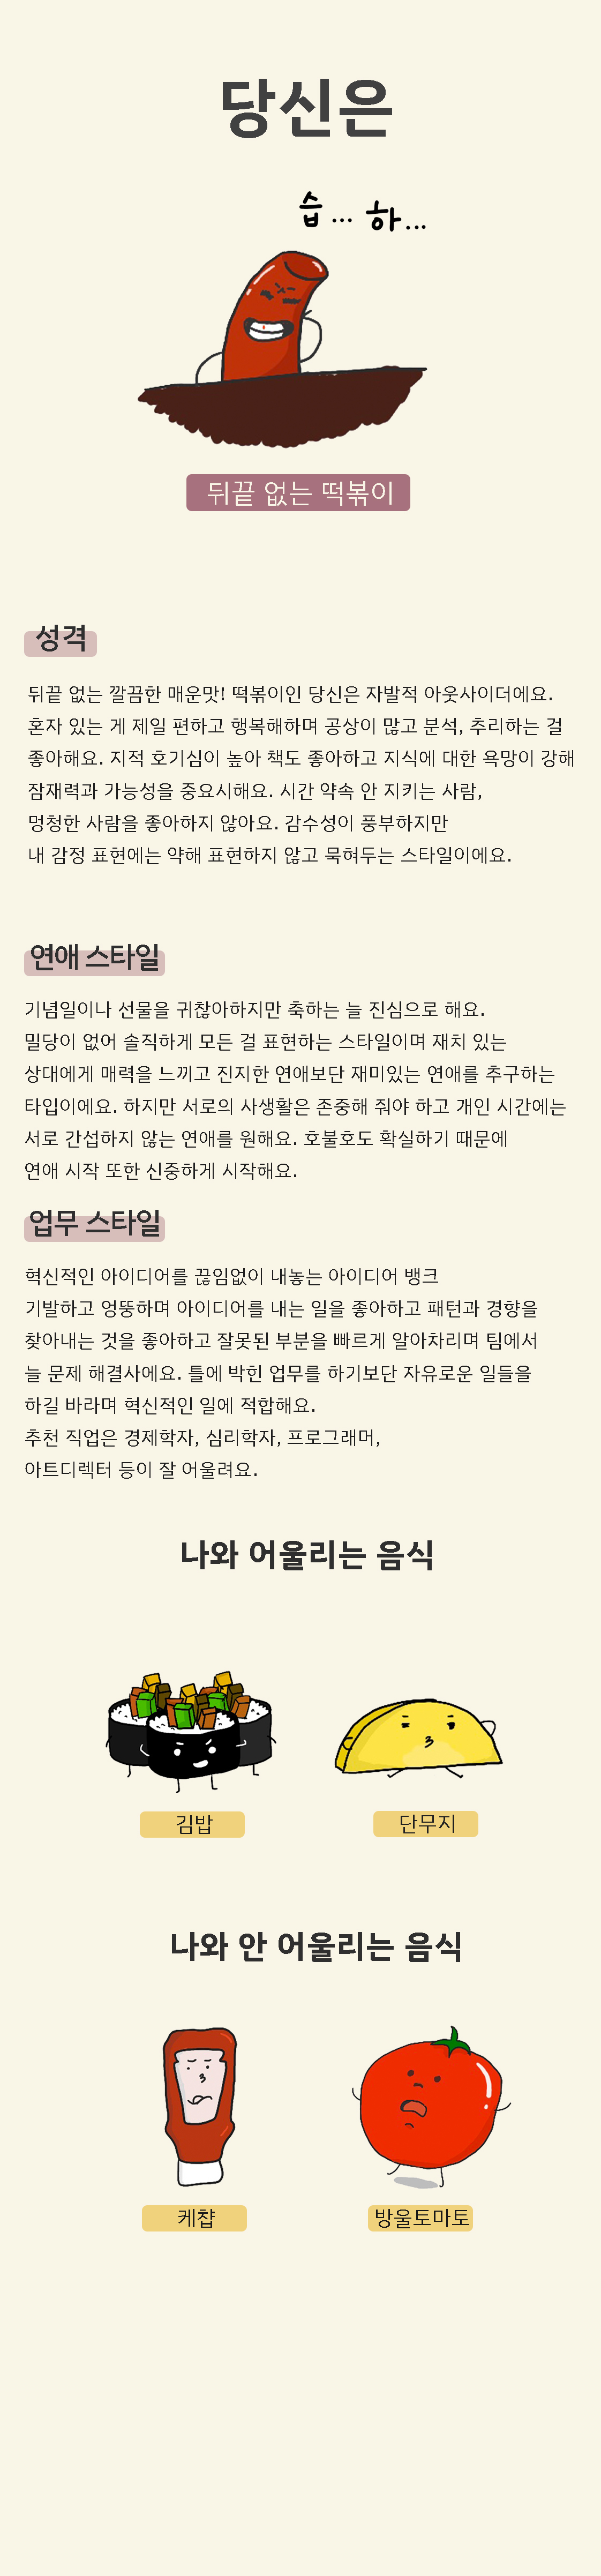 당신은
습... 하...
뒤끝 없는 떡볶이
성격
뒤끝 없는 깔끔한 매운맛! 떡볶이인 당신은 자발적 아웃사이더에요.
혼자 있는 게 제일 편하고 행복해하며 공상이 많고 분석, 추리하는 걸
좋아해요. 지적 호기심이 높아 책도 좋아하고 지식에 대한 욕망이 강해
잠재력과 가능성을 중요시해요. 시간 약속 안 지키는 사람,
멍청한 사람을 좋아하지 않아요. 감수성이 풍부하지만
내 감정 표현에는 약해 표현하지 않고 묵혀두는 스타일이에요.
연애 스타일
기념일이나 선물을 귀찮아하지만 축하는 늘 진심으로 해요.
밀당이 없어 솔직하게 모든 걸 표현하는 스타일이며 재치 있는
상대에게 매력을 느끼고 진지한 연애보단 재미있는 연애를 추구하는
타입이에요. 하지만 서로의 사생활은 존중해 줘야 하고 개인 시간에는
서로 간섭하지 않는 연애를 원해요. 호불호도 확실하기 때문에
연애 시작 또한 신중하게 시작해요.
업무 스타일
혁신적인 아이디어를 끊임없이 내놓는 아이디어 뱅크
기발하고 엉뚱하며 아이디어를 내는 일을 좋아하고 패턴과 경향을
찾아내는 것을 좋아하고 잘못된 부분을 빠르게 알아차리며 팀에서
늘 문제 해결사에요. 틀에 박힌 업무를 하기보단 자유로운 일들을
하길 바라며 혁신적인 일에 적합해요.
추천 직업은 경제학자, 심리학자, 프로그래머,
아트디렉터 등이 잘 어울려요.
나와 어울리는 음식
김밥 단무지
나와 안 어울리는 음식
케챱 방울토마토